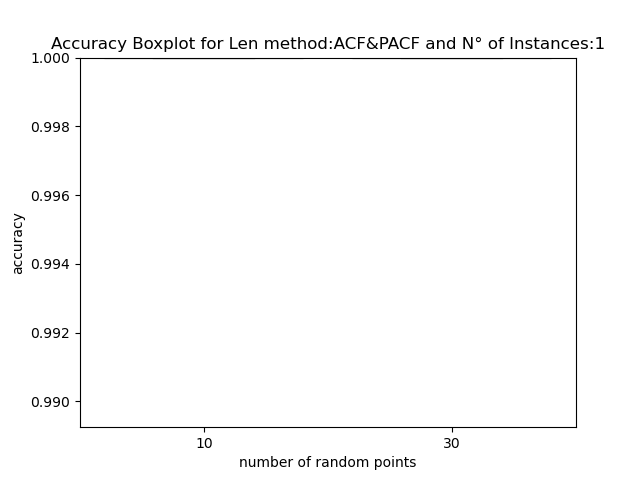 Accuracy Boxplot for Len method:ACF&PACF and N° of Instances:1
1.000
0.998
0.996
0.994
0.992
0.990
accuracy
10 30
number of random points